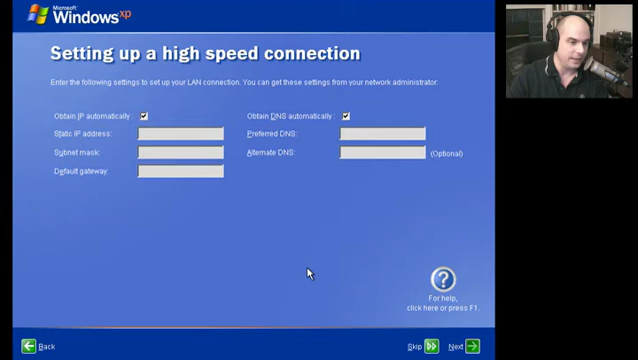 Microsoft
Windows xp
Setting up a high speed connection
Enter the following settings to set up your LAN connection. You can get these settings from your network administrator:
Obtain IP automatically :
Obtain DNS automatically :
Static IP address:
Preferred DNS:
Subnet mask:
Alternate DNS:
(Optional)
Default gateway:
?
For help,
click here or press F1.
Back
Skip
Next